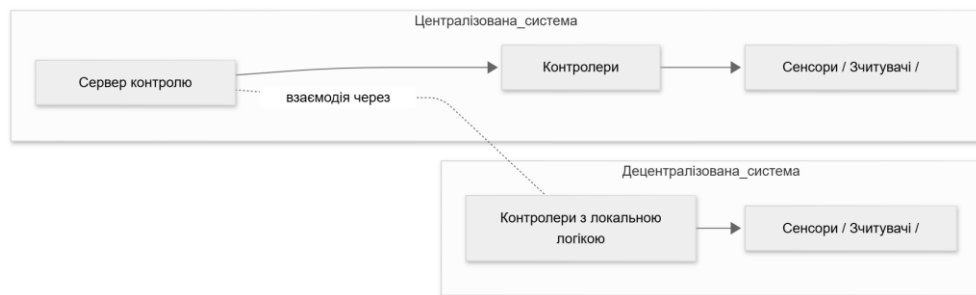 Централізована_система
Сервер контролю
Контролери
Сенсори / Зчитувачі /
взаємодія через
Децентралізована_система
Контролери з локальною
логікою
Сенсори / Зчитувачі /